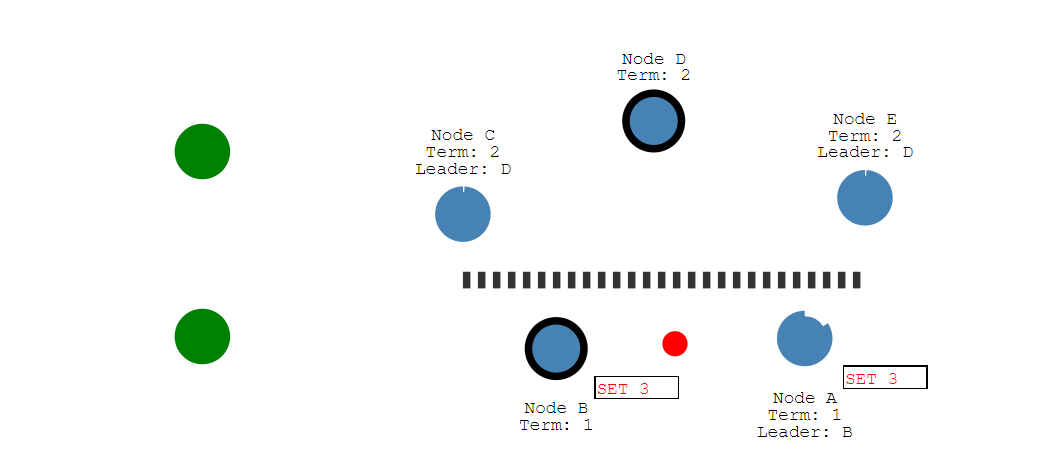 Node D
Term: 2
Node E
Term: 2
Leader: D
Node C
Term: 2
Leader: D
SET 3
SET 3
Node B
Term: 1
Node A
Term: 1
Leader: B